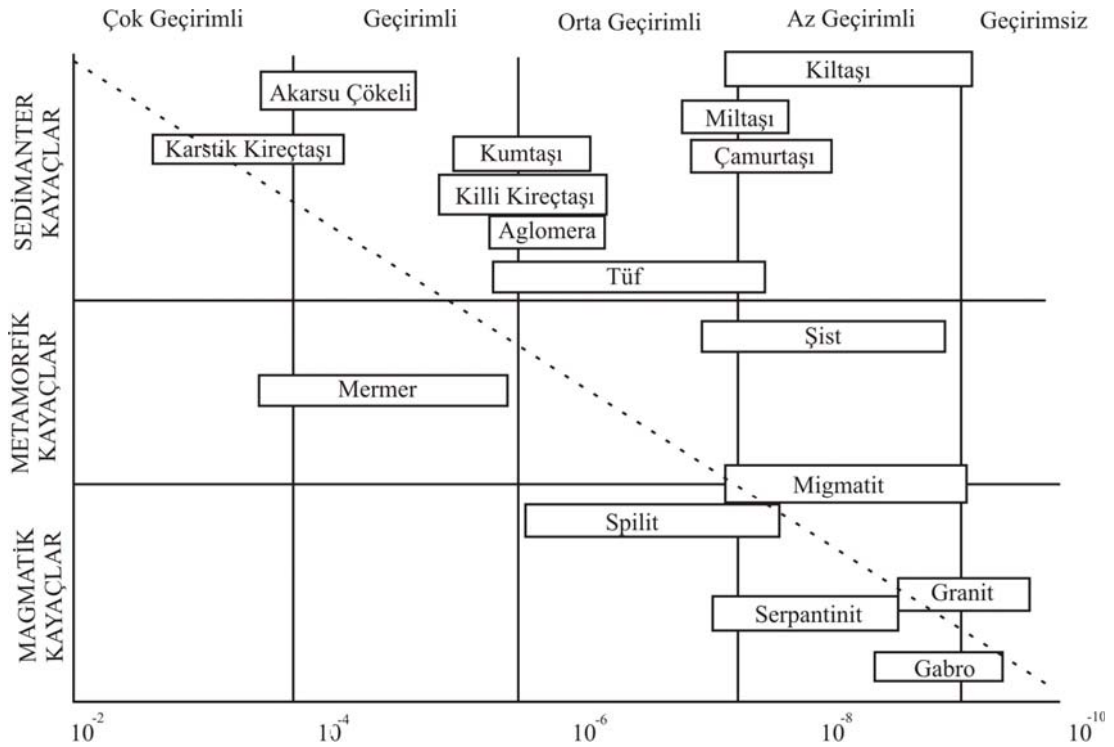 Çok Geçirimli Geçirimli Orta Geçirimli Az Geçirimli Geçirimsiz
SEDİMANTER
KAYAÇLAR
Kiltaşı
Akarsu Çökeli
Miltaşı
Karstik Kireçtaşı
Kumtaşı
Çamurtaşı
Killi Kireçtaşı
Aglomera
Tüf
METAMORFİK
KAYAÇLAR
Şist
Mermer
Migmatit
MAGMATİK
KAYAÇLAR
Spilit
Granit
Serpantinit
Gabro
10⁻² 10⁻⁴ 10⁻⁶ 10⁻⁸ 10⁻¹⁰